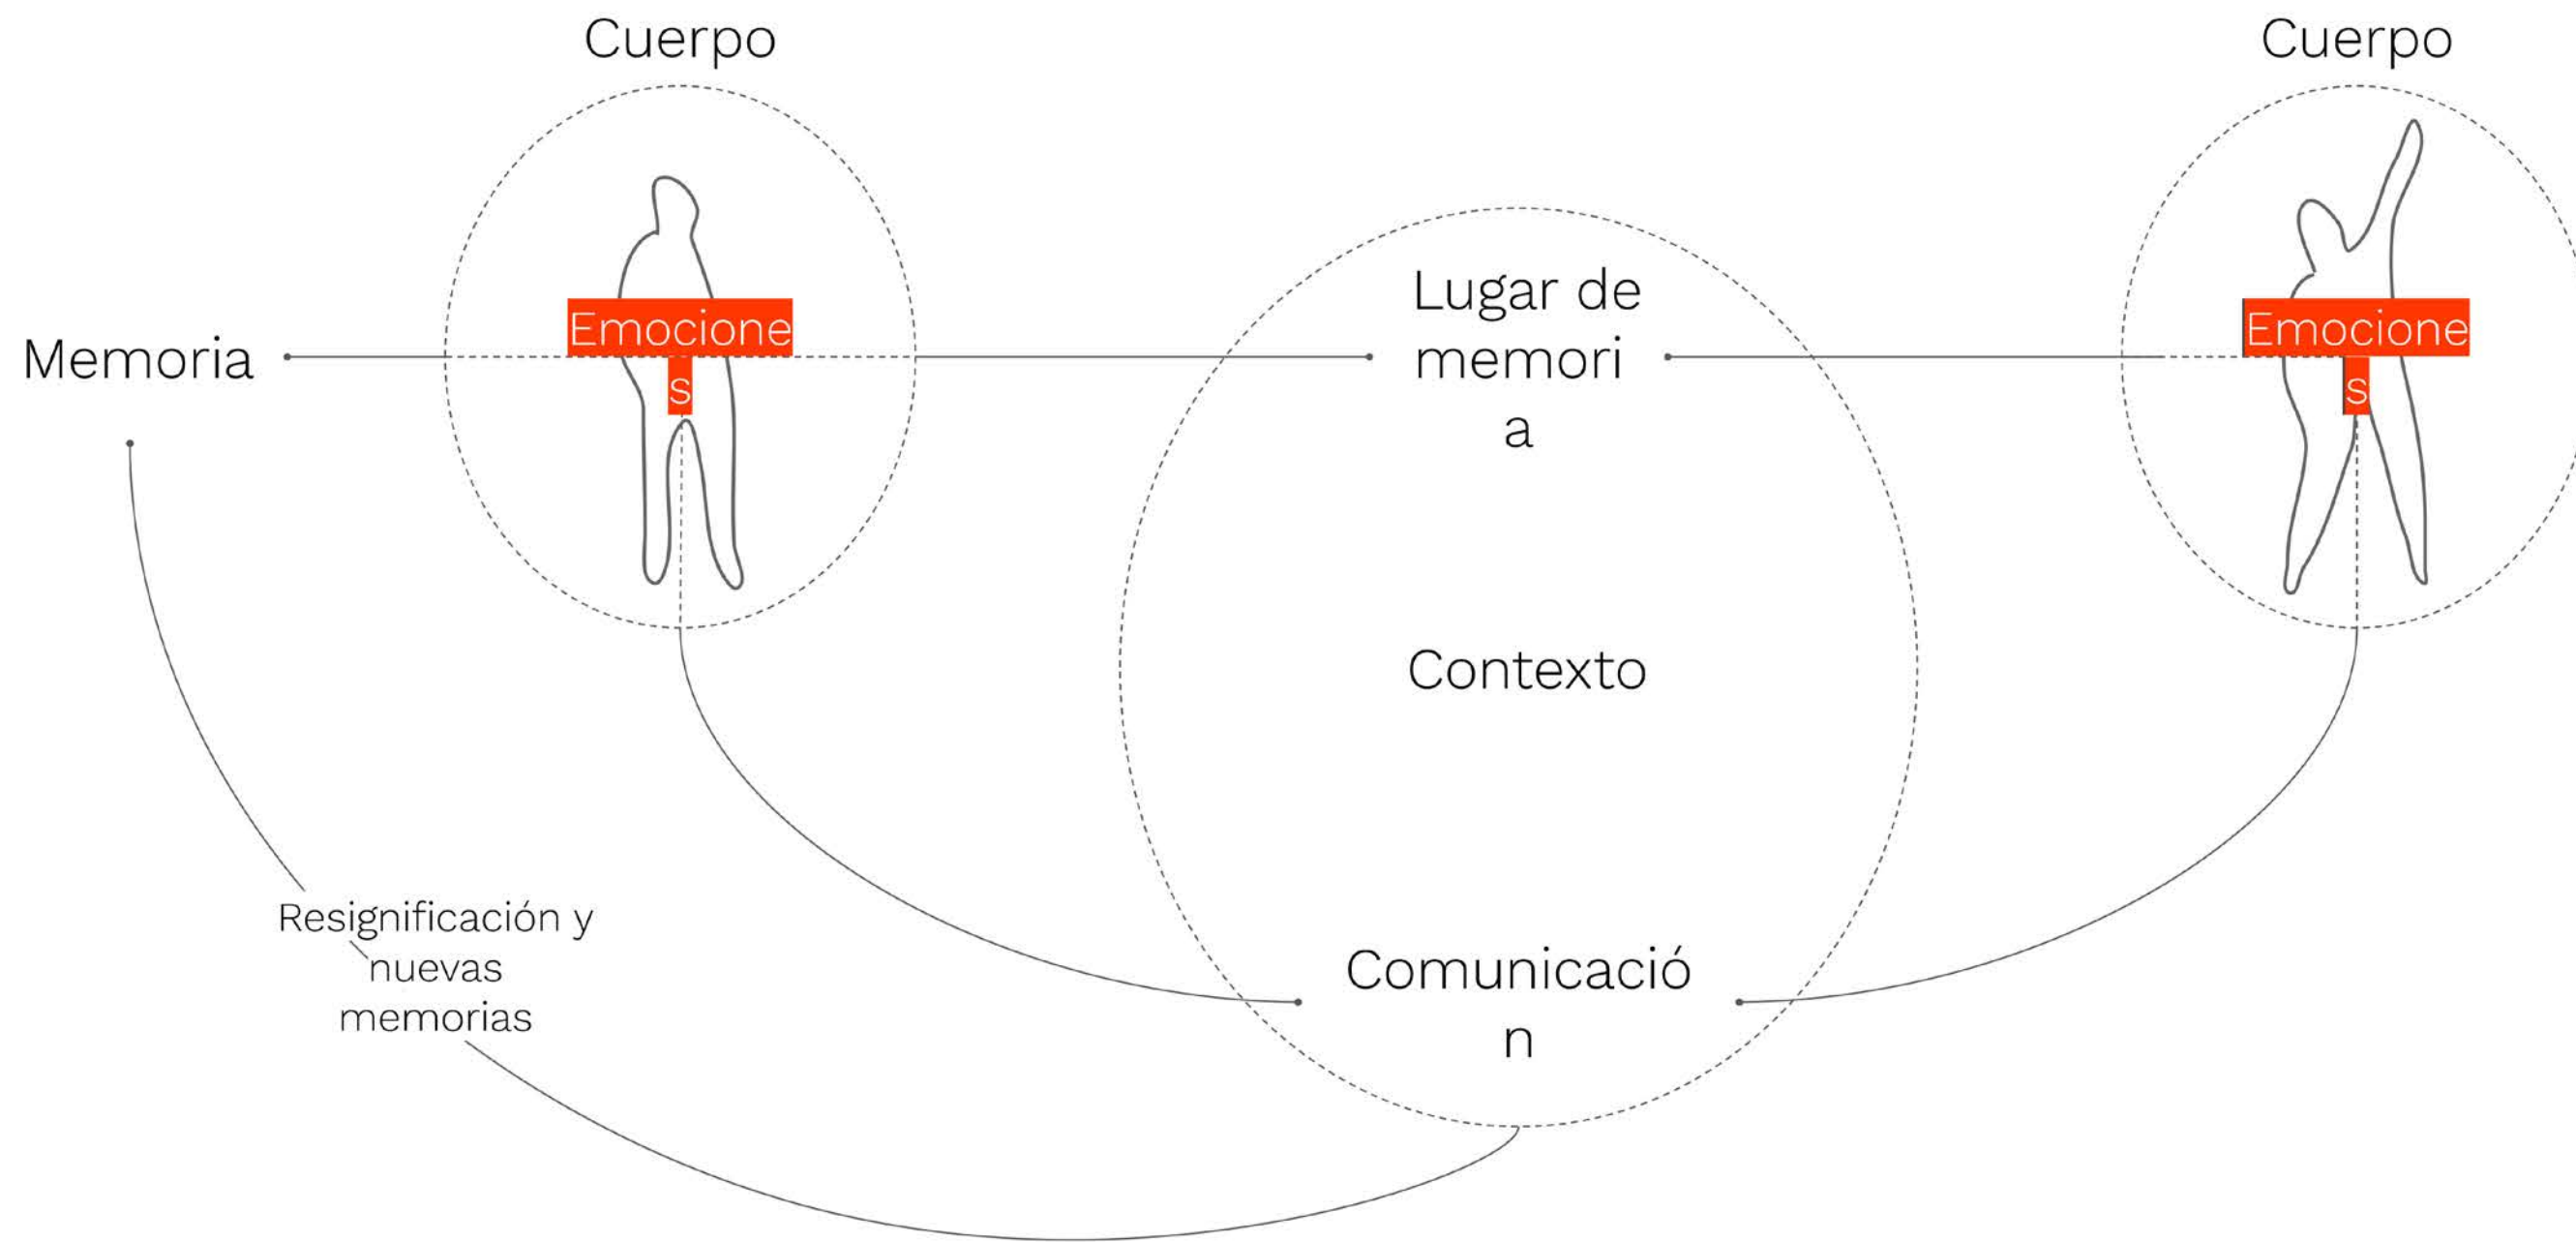 Cuerpo
Cuerpo
Emocione
s
Emocione
s
Memoria
Lugar de
memori
a
Contexto
Resignificación y
nuevas
memorias
Comunicació
n